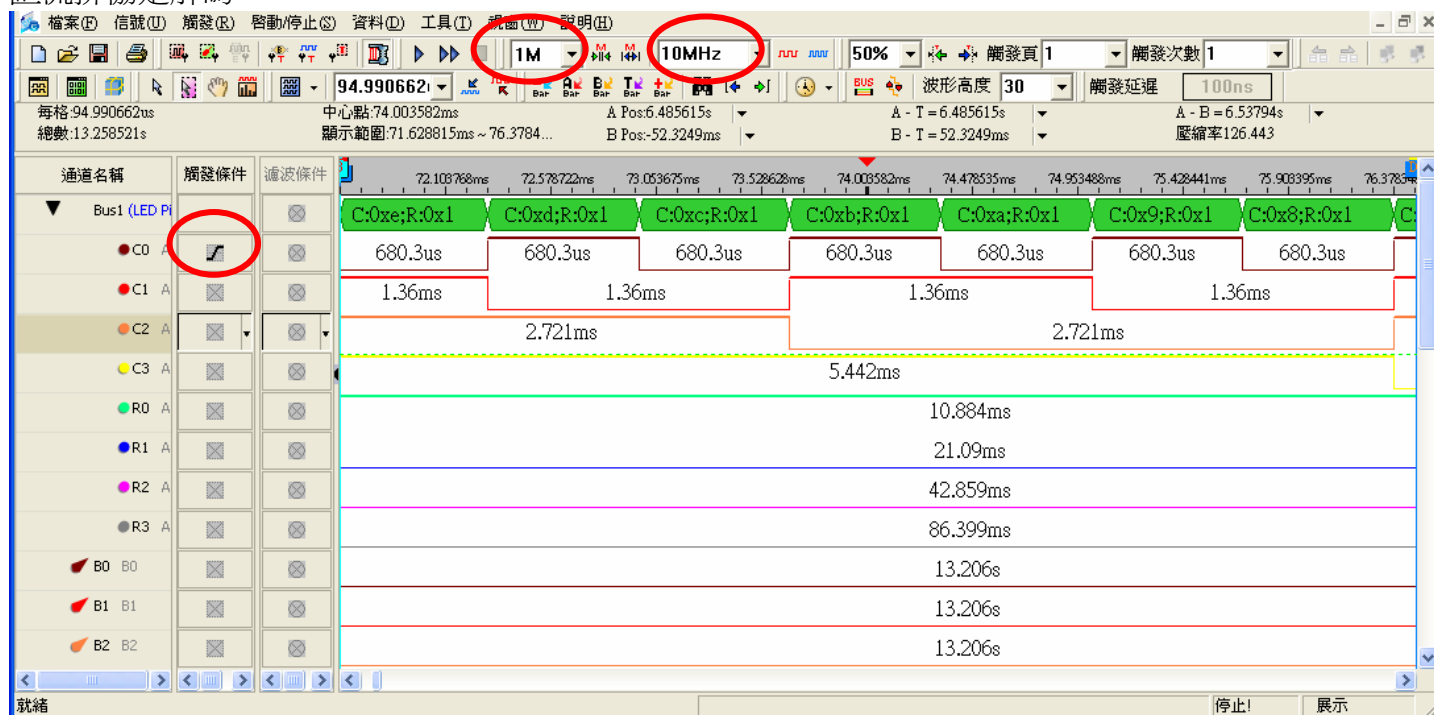 檔案(F) 信號(U) 觸發(R) 啓動/停止(S) 資料(D) 工具(T) 視窗(W) 說明(H)
1M 10MHz 50% 觸發頁 1 觸發次數 1
94.990662 Bar Bar Bar Bar Bar BUS 波形高度 30 觸發延遲 100ns
每格:94.990662us 中心點:74.003582ms A Pos:6.485615s A - T = 6.485615s A - B = 6.53794s
總數:13.258521s 顯示範圍:71.628815ms ~ 76.3784... B Pos:-52.3249ms B - T = 52.3249ms 壓縮率126.443
通道名稱 觸發條件 濾波條件 72.103768ms 72.578722ms 73.053675ms 73.528628ms 74.003582ms 74.478535ms 74.953488ms 75.428441ms 75.903395ms
Bus1 (LED Pi C:0xe;R:0x1 C:0xd;R:0x1 C:0xc;R:0x1 C:0xb;R:0x1 C:0xa;R:0x1 C:0x9;R:0x1 C:0x8;R:0x1 C:
C0 A 680.3us 680.3us 680.3us 680.3us 680.3us 680.3us 680.3us
C1 A 1.36ms 1.36ms 1.36ms 1.36ms
C2 A 2.721ms 2.721ms
C3 A 5.442ms
R0 A 10.884ms
R1 A 21.09ms
R2 A 42.859ms
R3 A 86.399ms
B0 B0 13.206s
B1 B1 13.206s
B2 B2 13.206s
就緒 停止! 展示